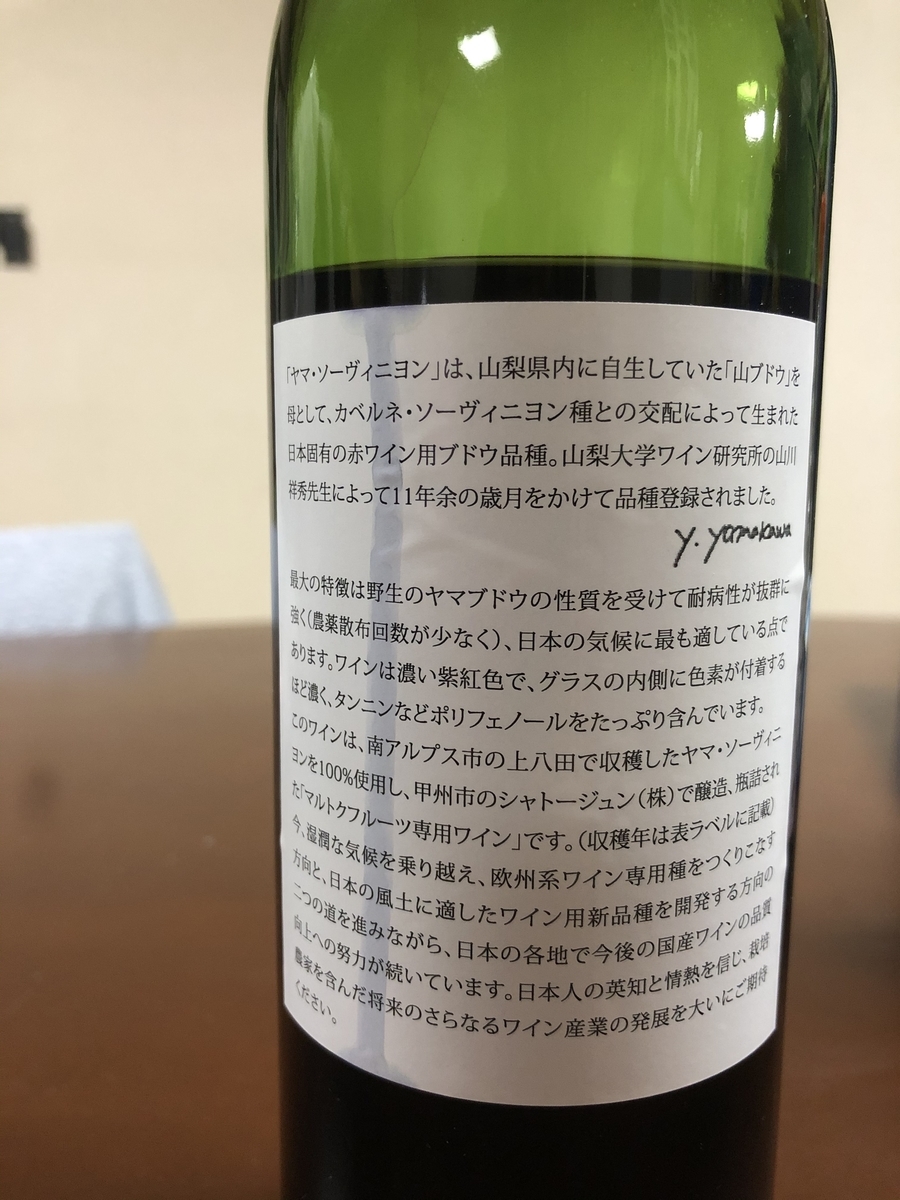 「ヤマ・ソーヴィニヨン」は、山梨県内に自生していた「山ブドウ」を
母として、カベルネ・ソーヴィニヨン種との交配によって生まれた
日本固有の赤ワイン用ブドウ品種。山梨大学ワイン研究所の山川
祥秀先生によって11年余の歳月をかけて品種登録されました。
Y. Yamakawa
最大の特徴は野生のヤマブドウの性質を受けて耐病性が抜群に
強く(農薬散布回数が少なく)、日本の気候に最も適している点で
あります。ワインは濃い紫紅色で、グラスの内側に色素が付着する
ほど濃く、タンニンなどポリフェノールをたっぷり含んでいます。
このワインは、南アルプス市の上八田で収穫したヤマ・ソーヴィニ
ヨンを100%使用し、甲州市のシャトージュン(株)で醸造、瓶詰され
た「マルトクフルーツ専用ワイン」です。(収穫年は表ラベルに記載)
今、湿潤な気候を乗り越え、欧州系ワイン専用種をつくりこなす
方向と、日本の風土に適したワイン用新品種を開発する方向の
二つの道を進みながら、日本の各地で今後の国産ワインの品質
向上への努力が続いています。日本人の英知と情熱を信じ、栽培
農家を含んだ将来のさらなるワイン産業の発展を大いにご期待
ください。